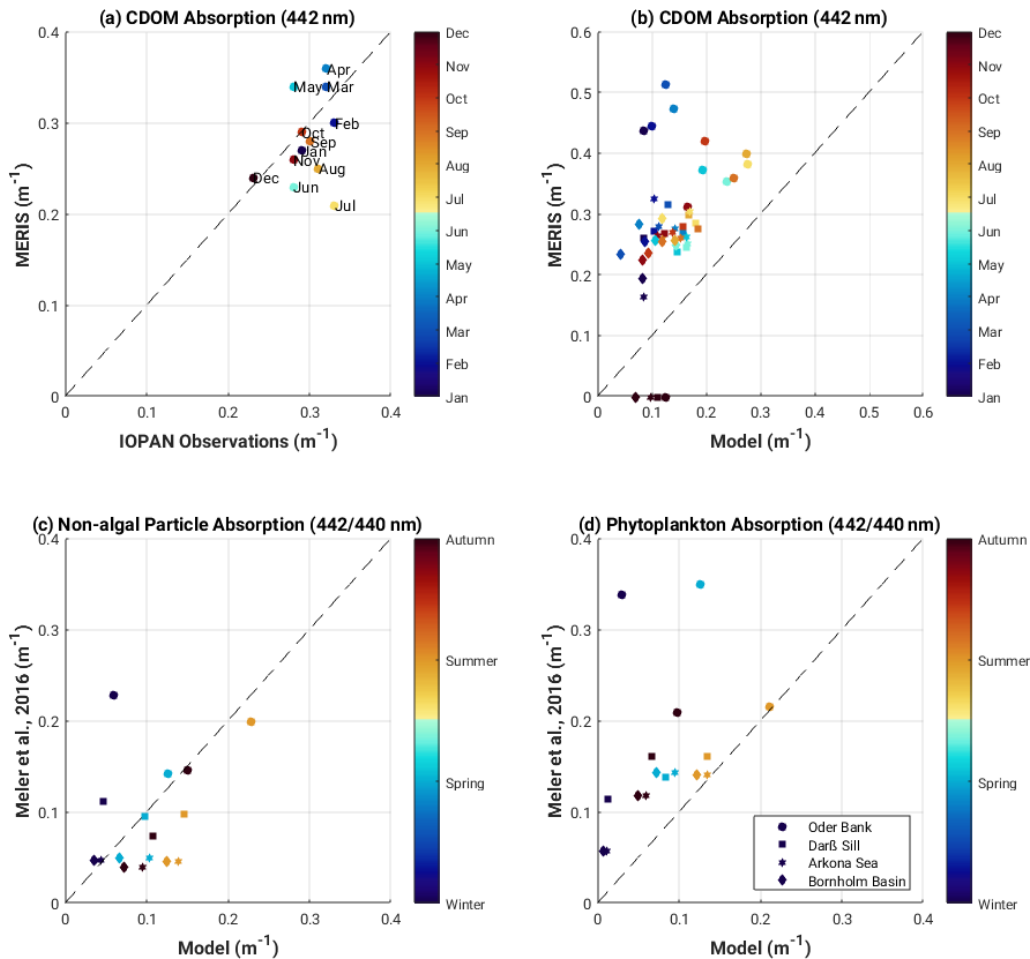 (a) CDOM Absorption (442 nm)
0.4
0.3
0.2
0.1
0
0
0.1
0.2
0.3
0.4
MERIS (m-1)
IOPAN Observations (m-1)
Apr
May
Mar
Feb
Oct
Sep
Jan
Nov
Aug
Dec
Jun
Jul
Dec
Nov
Oct
Sep
Aug
Jul
Jun
May
Apr
Mar
Feb
Jan
(b) CDOM Absorption (442 nm)
0.6
0.5
0.4
0.3
0.2
0.1
0
0
0.1
0.2
0.3
0.4
0.5
0.6
MERIS (m-1)
Model (m-1)
Dec
Nov
Oct
Sep
Aug
Jul
Jun
May
Apr
Mar
Feb
Jan
(c) Non-algal Particle Absorption (442/440 nm)
0.4
0.3
0.2
0.1
0
0
0.1
0.2
0.3
0.4
Meler et al., 2016 (m-1)
Model (m-1)
Autumn
Summer
Spring
Winter
(d) Phytoplankton Absorption (442/440 nm)
0.4
0.3
0.2
0.1
0
0
0.1
0.2
0.3
0.4
Meler et al., 2016 (m-1)
Model (m-1)
Oder Bank
Darß Sill
Arkona Sea
Bornholm Basin
Autumn
Summer
Spring
Winter